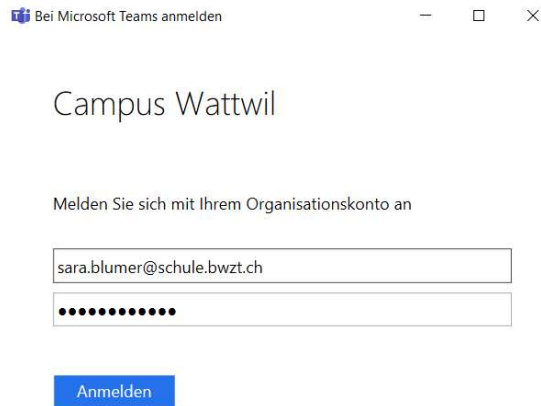 Bei Microsoft Teams anmelden
Campus Wattwil
Melden Sie sich mit Ihrem Organisationskonto an
sara.blumer@schule.bwzt.ch
●●●●●●●●●●●●
Anmelden